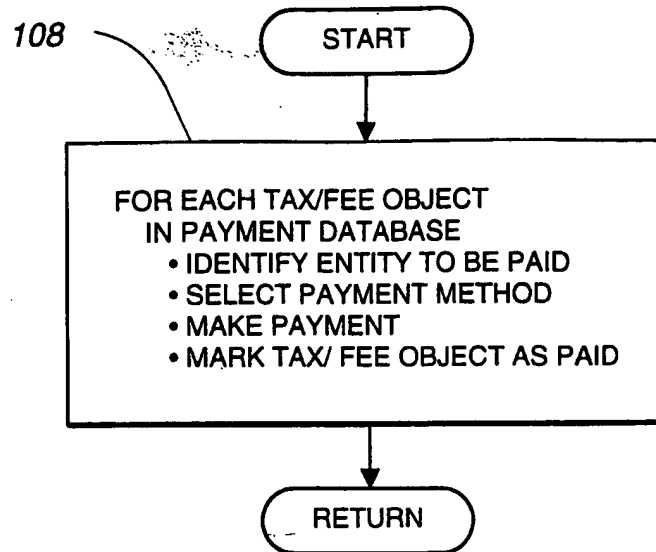 108
START
FOR EACH TAX/FEE OBJECT
IN PAYMENT DATABASE
• IDENTIFY ENTITY TO BE PAID
• SELECT PAYMENT METHOD
• MAKE PAYMENT
• MARK TAX/ FEE OBJECT AS PAID
RETURN